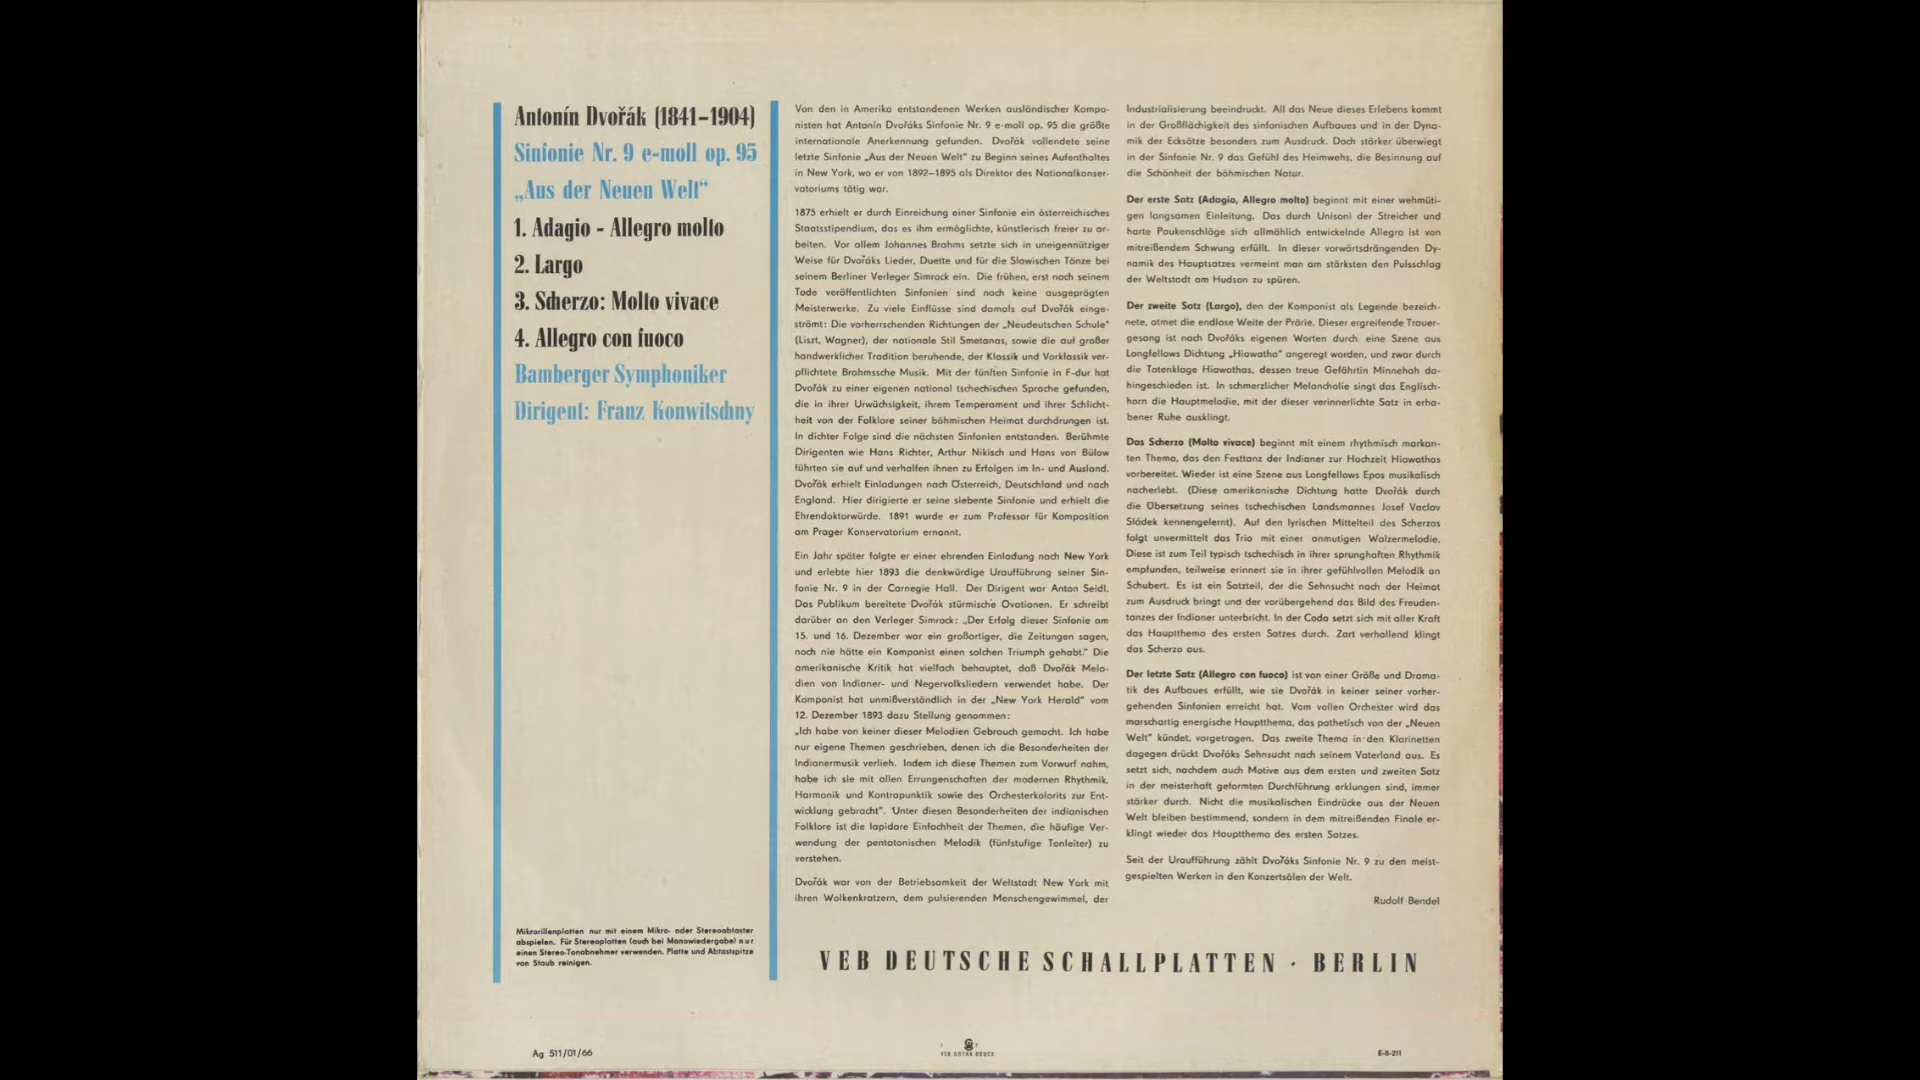 Antonín Dvořák (1841–1904)
Sinfonie Nr. 9 e-moll op. 95
„Aus der Neuen Welt“
1. Adagio - Allegro molto
2. Largo
3. Scherzo: Molto vivace
4. Allegro con fuoco
Bamberger Symphoniker
Dirigent: Franz Konwitschny
Mikrorillenplatten nur mit einem Mikro- oder Stereoabtaster
abspielen. Für Stereoplatten (auch bei Monowiedergabe) nur
einen Stereo-Tonabnehmer verwenden. Platte und Abtastspitze
von Staub reinigen.
Von den in Amerika entstandenen Werken ausländischer Kompo-
nisten hat Antonín Dvořáks Sinfonie Nr. 9 e-moll op. 95 die größte
internationale Anerkennung gefunden. Dvořák vollendete seine
letzte Sinfonie „Aus der Neuen Welt“ zu Beginn seines Aufenthaltes
in New York, wo er von 1892–1895 als Direktor des Nationalkonser-
vatoriums tätig war.
1875 erhielt er durch Einreichung einer Sinfonie ein österreichisches
Staatsstipendium, das es ihm ermöglichte, künstlerisch freier zu ar-
beiten. Vor allem Johannes Brahms setzte sich in uneigennütziger
Weise für Dvořáks Lieder, Duette und für die Slawischen Tänze bei
seinem Berliner Verleger Simrock ein. Die frühen, erst nach seinem
Tode veröffentlichten Sinfonien sind noch keine ausgeprägten
Meisterwerke. Zu viele Einflüsse sind damals auf Dvořák einge-
strömt: Die vorherrschenden Richtungen der „Neudeutschen Schule“
(Liszt, Wagner), der nationale Stil Smetanas, sowie die auf großer
handwerklicher Tradition beruhende, der Klassik und Vorklassik ver-
pflichtete Brahmssche Musik. Mit der fünften Sinfonie in F-dur hat
Dvořák zu einer eigenen national tschechischen Sprache gefunden,
die in ihrer Urwüchsigkeit, ihrem Temperament und ihrer Schlicht-
heit von der Folklore seiner böhmischen Heimat durchdrungen ist.
In dichter Folge sind die nächsten Sinfonien entstanden. Berühmte
Dirigenten wie Hans Richter, Arthur Nikisch und Hans von Bülow
führten sie auf und verhalfen ihnen zu Erfolgen im In- und Ausland.
Dvořák erhielt Einladungen nach Österreich, Deutschland und nach
England. Hier dirigierte er seine siebente Sinfonie und erhielt die
Ehrendoktorwürde. 1891 wurde er zum Professor für Komposition
am Prager Konservatorium ernannt.
Ein Jahr später folgte er einer ehrenden Einladung nach New York
und erlebte hier 1893 die denkwürdige Uraufführung seiner Sin-
fonie Nr. 9 in der Carnegie Hall. Der Dirigent war Anton Seidl.
Das Publikum bereitete Dvořák stürmische Ovationen. Er schreibt
darüber an den Verleger Simrock: „Der Erfolg dieser Sinfonie am
15. und 16. Dezember war ein großartiger, die Zeitungen sagen,
noch nie hätte ein Komponist einen solchen Triumph gehabt.“ Die
amerikanische Kritik hat vielfach behauptet, daß Dvořák Melo-
dien von Indianer- und Negervolksliedern verwendet habe. Der
Komponist hat unmißverständlich in der „New York Herald“ vom
12. Dezember 1893 dazu Stellung genommen:
„Ich habe von keiner dieser Melodien Gebrauch gemacht. Ich habe
nur eigene Themen geschrieben, denen ich die Besonderheiten der
Indianermusik verlieh. Indem ich diese Themen zum Vorwurf nahm,
habe ich sie mit allen Errungenschaften der modernen Rhythmik,
Harmonik und Kontrapunktik sowie des Orchesterkolorits zur Ent-
wicklung gebracht“. Unter diesen Besonderheiten der indianischen
Folklore ist die lapidare Einfachheit der Themen, die häufige Ver-
wendung der pentatonischen Melodik (fünfstufige Tonleiter) zu
verstehen.
Dvořák war von der Betriebsamkeit der Weltstadt New York mit
ihren Wolkenkratzern, dem pulsierenden Menschengewimmel, der
Industrialisierung beeindruckt. All das Neue dieses Erlebens kommt
in der Großflächigkeit des sinfonischen Aufbaues und in der Dyna-
mik der Ecksätze besonders zum Ausdruck. Doch stärker überwiegt
in der Sinfonie Nr. 9 das Gefühl des Heimwehs, die Besinnung auf
die Schönheit der böhmischen Natur.
Der erste Satz (Adagio, Allegro molto) beginnt mit einer wehmüti-
gen langsamen Einleitung. Das durch Unisoni der Streicher und
harte Paukenschläge sich allmählich entwickelnde Allegro ist von
mitreißendem Schwung erfüllt. In dieser vorwärtsdrängenden Dy-
namik des Hauptsatzes vermeint man am stärksten den Pulsschlag
der Weltstadt am Hudson zu spüren.
Der zweite Satz (Largo), den der Komponist als Legende bezeich-
nete, atmet die endlose Weite der Prärie. Dieser ergreifende Trauer-
gesang ist nach Dvořáks eigenen Worten durch eine Szene aus
Longfellows Dichtung „Hiawatha“ angeregt worden, und zwar durch
die Totenklage Hiawathas, dessen treue Gefährtin Minnehah da-
hingeschieden ist. In schmerzlicher Melancholie singt das Englisch-
horn die Hauptmelodie, mit der dieser verinnerlichte Satz in erha-
bener Ruhe ausklingt.
Das Scherzo (Molto vivace) beginnt mit einem rhythmisch markan-
ten Thema, das den Festtanz der Indianer zur Hochzeit Hiawathas
vorbereitet. Wieder ist eine Szene aus Longfellows Epos musikalisch
nacherlebt. (Diese amerikanische Dichtung hatte Dvořák durch
die Übersetzung seines tschechischen Landsmannes Josef Vaclav
Sládek kennengelernt). Auf den lyrischen Mittelteil des Scherzos
folgt unvermittelt das Trio mit einer anmutigen Walzermelodie.
Diese ist zum Teil typisch tschechisch in ihrer sprunghaften Rhythmik
empfunden, teilweise erinnert sie in ihrer gefühlvollen Melodik an
Schubert. Es ist ein Satzteil, der die Sehnsucht nach der Heimat
zum Ausdruck bringt und der vorübergehend das Bild des Freuden-
tanzes der Indianer unterbricht. In der Coda setzt sich mit aller Kraft
das Hauptthema des ersten Satzes durch. Zart verhallend klingt
das Scherzo aus.
Der letzte Satz (Allegro con fuoco) ist von einer Größe und Drama-
tik des Aufbaues erfüllt, wie sie Dvořák in keiner seiner vorher-
gehenden Sinfonien erreicht hat. Vom vollen Orchester wird das
marschartig energische Hauptthema, das pathetisch von der „Neuen
Welt“ kündet, vorgetragen. Das zweite Thema in den Klarinetten
dagegen drückt Dvořáks Sehnsucht nach seinem Vaterland aus. Es
setzt sich, nachdem auch Motive aus dem ersten und zweiten Satz
in der meisterhaft geformten Durchführung erklungen sind, immer
stärker durch. Nicht die musikalischen Eindrücke aus der Neuen
Welt bleiben bestimmend, sondern in dem mitreißenden Finale er-
klingt wieder das Hauptthema des ersten Satzes.
Seit der Uraufführung zählt Dvořáks Sinfonie Nr. 9 zu den meist-
gespielten Werken in den Konzertsälen der Welt.
Rudolf Bendel
VEB DEUTSCHE SCHALLPLATTEN · BERLIN
Ag 511/01/66
VEB GOTHA DRUCK
E-8-211